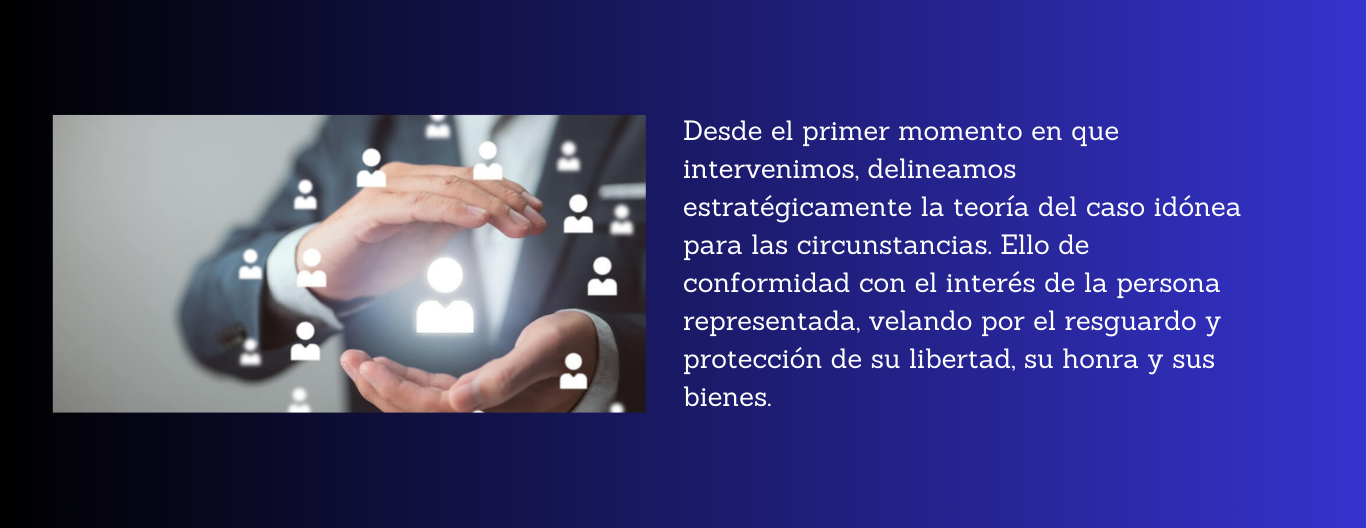 Desde el primer momento en que
intervenimos, delineamos
estratégicamente la teoría del caso idónea
para las circunstancias. Ello de
conformidad con el interés de la persona
representada, velando por el resguardo y
protección de su libertad, su honra y sus
bienes.